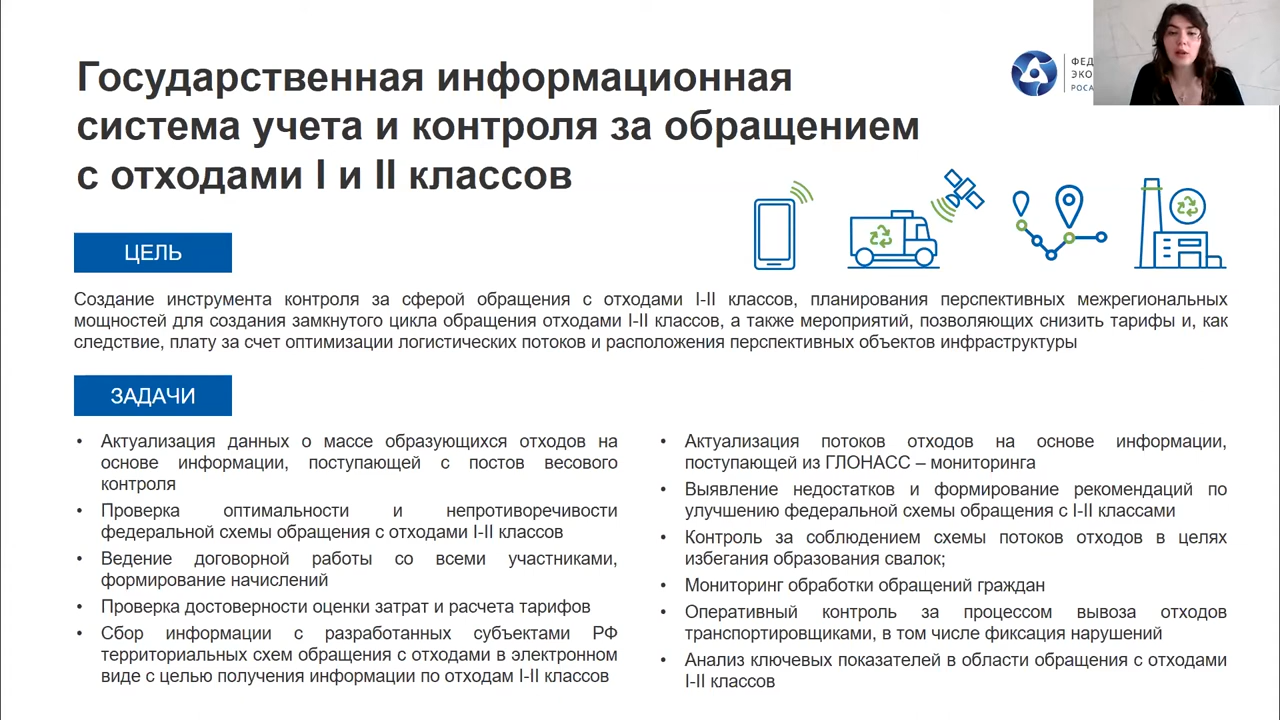 Государственная информационная
система учета и контроля за обращением
с отходами I и II классов
ФЕД
ЭКО
РОСА
ЦЕЛЬ
Создание инструмента контроля за сферой обращения с отходами I-II классов, планирования перспективных межрегиональных
мощностей для создания замкнутого цикла обращения отходами I-II классов, а также мероприятий, позволяющих снизить тарифы и, как
следствие, плату за счет оптимизации логистических потоков и расположения перспективных объектов инфраструктуры
ЗАДАЧИ
• Актуализация данных о массе образующихся отходов на
основе информации, поступающей с постов весового
контроля
• Проверка оптимальности и непротиворечивости
федеральной схемы обращения с отходами I-II классов
• Ведение договорной работы со всеми участниками,
формирование начислений
• Проверка достоверности оценки затрат и расчета тарифов
• Сбор информации с разработанных субъектами РФ
территориальных схем обращения с отходами в электронном
виде с целью получения информации по отходам I-II классов
• Актуализация потоков отходов на основе информации,
поступающей из ГЛОНАСС – мониторинга
• Выявление недостатков и формирование рекомендаций по
улучшению федеральной схемы обращения с I-II классами
• Контроль за соблюдением схемы потоков отходов в целях
избегания образования свалок;
• Мониторинг обработки обращений граждан
• Оперативный контроль за процессом вывоза отходов
транспортировщиками, в том числе фиксация нарушений
• Анализ ключевых показателей в области обращения с отходами
I-II классов